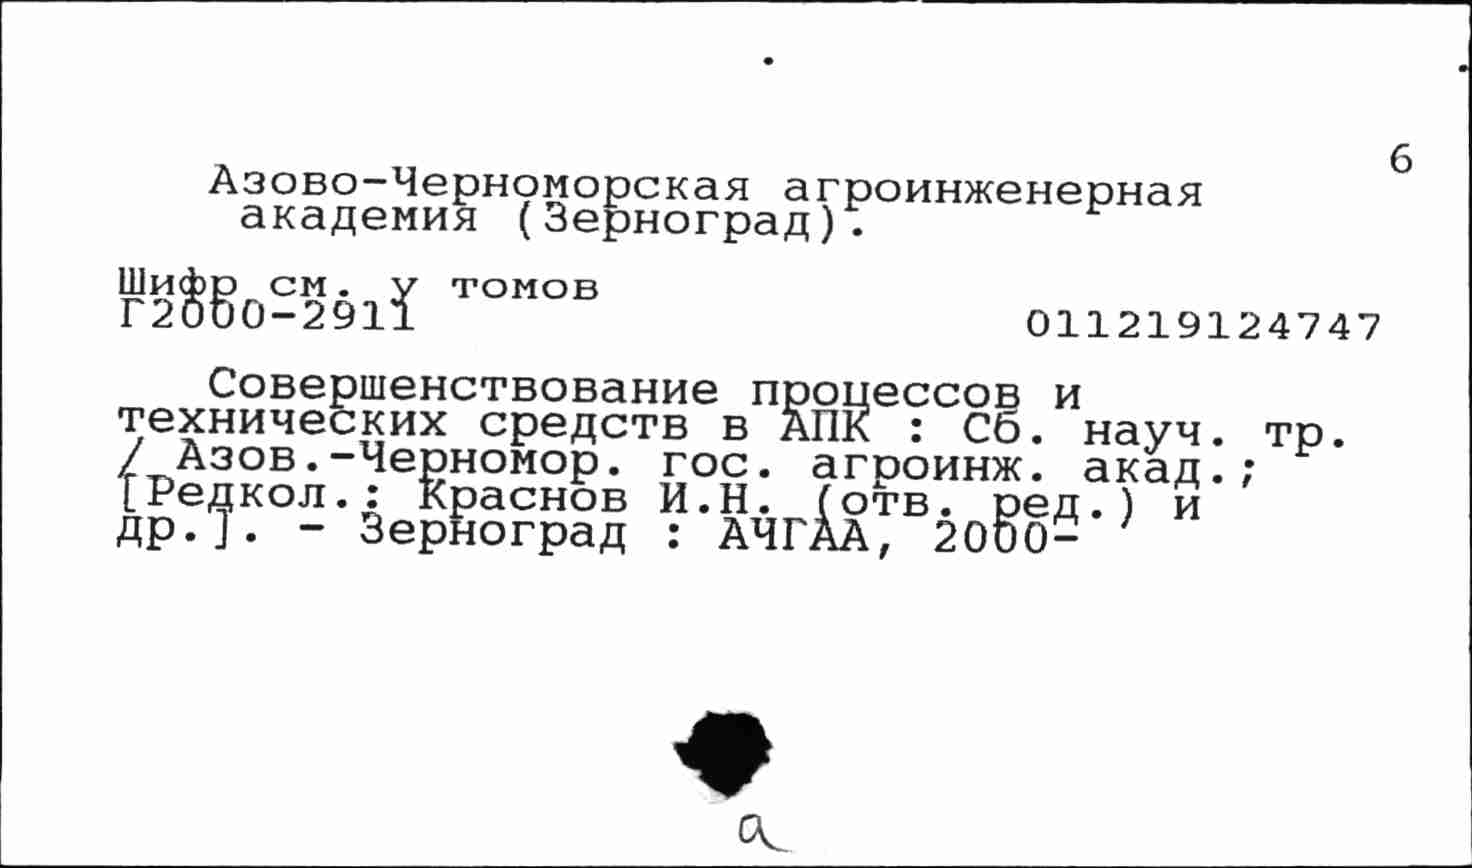 6
Азово-Черноморская агроинженерная
академия (Зерноград).
Шифр см. у томов
Г2000-2911
011219124747
Совершенствование процессов и
технических средств в АПК : Сб. науч. тр.
/ Азов.-Черномор. гос. агроинж. акад.;
[Редкол.: Краснов И.Н. (отв. ред.) и
др.]. - Зерноград : АЧГАА, 2000-
а